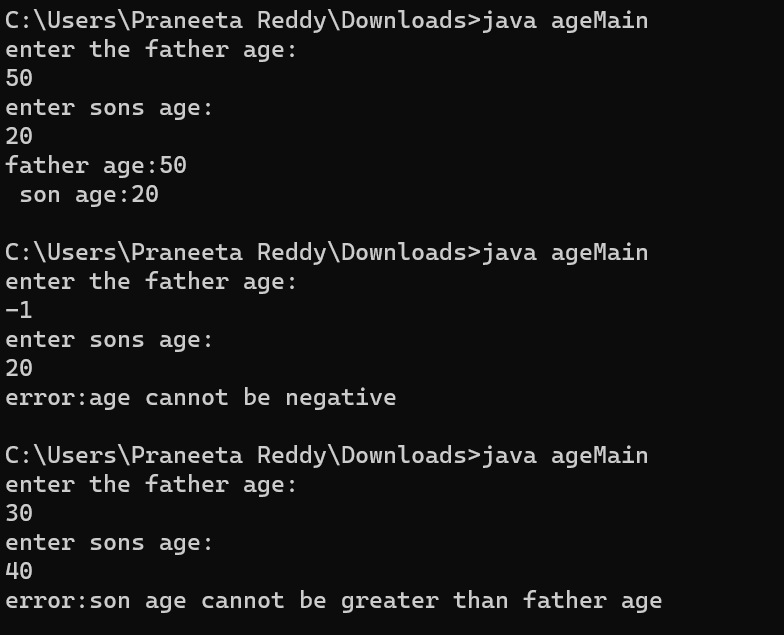 C:\Users\Praneeta Reddy\Downloads>java ageMain
enter the father age:
50
enter sons age:
20
father age:50
 son age:20

C:\Users\Praneeta Reddy\Downloads>java ageMain
enter the father age:
-1
enter sons age:
20
error:age cannot be negative

C:\Users\Praneeta Reddy\Downloads>java ageMain
enter the father age:
30
enter sons age:
40
error:son age cannot be greater than father age